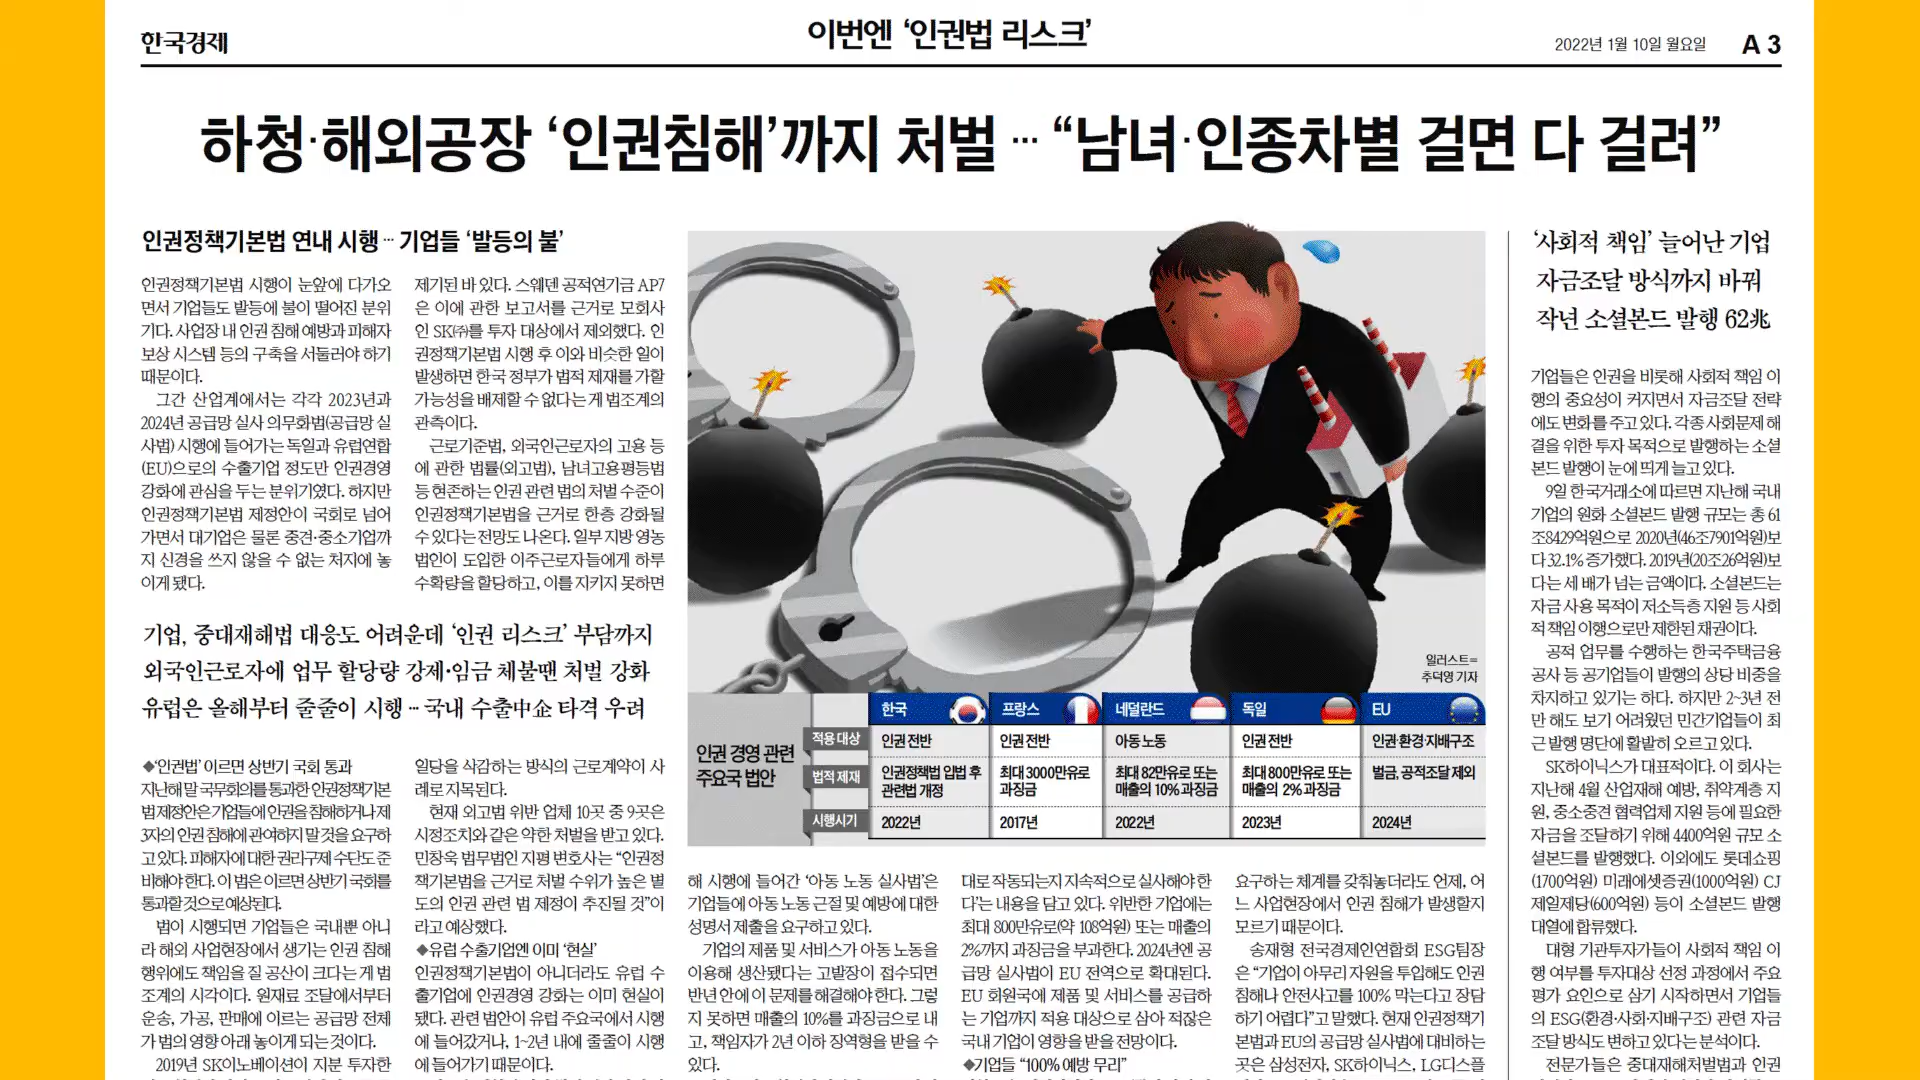 한국경제
이번엔 ‘인권법 리스크’
2022년 1월 10일 월요일
A 3
하청·해외공장 ‘인권침해’까지 처벌 … “남녀·인종차별 걸면 다 걸려”
인권정책기본법 연내 시행 … 기업들 ‘발등의 불’
인권정책기본법 시행이 눈앞에 다가오
면서 기업들도 발등에 불이 떨어진 분위
기다. 사업장 내 인권 침해 예방과 피해자
보상 시스템 등의 구축을 서둘러야 하기
때문이다.
그간 산업계에서는 각각 2023년과
2024년 공급망 실사 의무화법(공급망 실
사법) 시행에 들어가는 독일과 유럽연합
(EU)으로의 수출기업 정도만 인권경영
강화에 관심을 두는 분위기였다. 하지만
인권정책기본법 제정안이 국회로 넘어
가면서 대기업은 물론 중견·중소기업까
지 신경을 쓰지 않을 수 없는 처지에 놓
이게 됐다.
제기된 바 있다. 스웨덴 공적연기금 AP7
은 이에 관한 보고서를 근거로 모회사
인 SK㈜를 투자 대상에서 제외했다. 인
권정책기본법 시행 후 이와 비슷한 일이
발생하면 한국 정부가 법적 제재를 가할
가능성을 배제할 수 없다는 게 법조계의
관측이다.
근로기준법, 외국인근로자의 고용 등
에 관한 법률(외고법), 남녀고용평등법
등 현존하는 인권 관련 법의 처벌 수준이
인권정책기본법을 근거로 한층 강화될
수 있다는 전망도 나온다. 일부 지방 영농
법인이 도입한 이주근로자들에게 하루
수확량을 할당하고, 이를 지키지 못하면
기업, 중대재해법 대응도 어려운데 ‘인권 리스크’ 부담까지
외국인근로자에 업무 할당량 강제·임금 체불땐 처벌 강화
유럽은 올해부터 줄줄이 시행 … 국내 수출中企 타격 우려
◆‘인권법’ 이르면 상반기 국회 통과
지난해 말 국무회의를 통과한 인권정책기본
법 제정안은 기업들에 인권을 침해하거나 제
3자의 인권 침해에 관여하지 말 것을 요구하
고 있다. 피해자에 대한 권리구제 수단도 준
비해야 한다. 이 법은 이르면 상반기 국회를
통과할 것으로 예상된다.
법이 시행되면 기업들은 국내뿐 아니
라 해외 사업현장에서 생기는 인권 침해
행위에도 책임을 질 공산이 크다는 게 법
조계의 시각이다. 원재료 조달에서부터
운송, 가공, 판매에 이르는 공급망 전체
가 법의 영향 아래 놓이게 되는 것이다.
2019년 SK이노베이션이 지분 투자한
일당을 삭감하는 방식의 근로계약이 사
례로 지목된다.
현재 외고법 위반 업체 10곳 중 9곳은
시정조치와 같은 약한 처벌을 받고 있다.
민창욱 법무법인 지평 변호사는 “인권정
책기본법을 근거로 처벌 수위가 높은 별
도의 인권 관련 법 제정이 추진될 것”이
라고 예상했다.
◆유럽 수출기업엔 이미 ‘현실’
인권정책기본법이 아니더라도 유럽 수
출기업에 인권경영 강화는 이미 현실이
됐다. 관련 법안이 유럽 주요국에서 시행
에 들어갔거나, 1~2년 내에 줄줄이 시행
에 들어가기 때문이다.
일러스트=
추덕영 기자
인권 경영 관련
주요국 법안
한국 프랑스 네덜란드 독일 EU
적용 대상 인권 전반 인권 전반 아동 노동 인권 전반 인권·환경·지배구조
법적 제재 인권정책법 입법 후 관련법 개정 최대 3000만유로 과징금 최대 82만유로 또는 매출의 10% 과징금 최대 800만유로 또는 매출의 2% 과징금 벌금, 공적조달 제외
시행시기 2022년 2017년 2022년 2023년 2024년
해 시행에 들어간 ‘아동 노동 실사법’은
기업들에 아동 노동 근절 및 예방에 대한
성명서 제출을 요구하고 있다.
기업의 제품 및 서비스가 아동 노동을
이용해 생산됐다는 고발장이 접수되면
반년 안에 이 문제를 해결해야 한다. 그렇
지 못하면 매출의 10%를 과징금으로 내
고, 책임자가 2년 이하 징역형을 받을 수
있다.
대로 작동되는지 지속적으로 실사해야 한
다’는 내용을 담고 있다. 위반한 기업에는
최대 800만유로(약 108억원) 또는 매출의
2%까지 과징금을 부과한다. 2024년엔 공
급망 실사법이 EU 전역으로 확대된다.
EU 회원국에 제품 및 서비스를 공급하
는 기업까지 적용 대상으로 삼아 적잖은
국내 기업이 영향을 받을 전망이다.
◆기업들 “100% 예방 무리”
요구하는 체계를 갖춰놓더라도 언제, 어
느 사업현장에서 인권 침해가 발생할지
모르기 때문이다.
송재형 전국경제인연합회 ESG팀장
은 “기업이 아무리 자원을 투입해도 인권
침해나 안전사고를 100% 막는다고 장담
하기 어렵다”고 말했다. 현재 인권정책기
본법과 EU의 공급망 실사법에 대비하는
곳은 삼성전자, SK하이닉스, LG디스플
‘사회적 책임’ 늘어난 기업
자금조달 방식까지 바꿔
작년 소셜본드 발행 62兆
기업들은 인권을 비롯해 사회적 책임 이
행의 중요성이 커지면서 자금조달 전략
에도 변화를 주고 있다. 각종 사회문제 해
결을 위한 투자 목적으로 발행하는 소셜
본드 발행이 눈에 띄게 늘고 있다.
9일 한국거래소에 따르면 지난해 국내
기업의 원화 소셜본드 발행 규모는 총 61
조8429억원으로 2020년(46조7901억원)보
다 32.1% 증가했다. 2019년(20조26억원)보
다는 세 배가 넘는 금액이다. 소셜본드는
자금 사용 목적이 저소득층 지원 등 사회
적 책임 이행으로만 제한된 채권이다.
공적 업무를 수행하는 한국주택금융
공사 등 공기업들이 발행의 상당 비중을
차지하고 있기는 하다. 하지만 2~3년 전
만 해도 보기 어려웠던 민간기업들이 최
근 발행 명단에 활발히 오르고 있다.
SK하이닉스가 대표적이다. 이 회사는
지난해 4월 산업재해 예방, 취약계층 지
원, 중소중견 협력업체 지원 등에 필요한
자금을 조달하기 위해 4400억원 규모 소
셜본드를 발행했다. 이외에도 롯데쇼핑
(1700억원) 미래에셋증권(1000억원) CJ
제일제당(600억원) 등이 소셜본드 발행
대열에 합류했다.
대형 기관투자가들이 사회적 책임 이
행 여부를 투자대상 선정 과정에서 주요
평가 요인으로 삼기 시작하면서 기업들
의 ESG(환경·사회·지배구조) 관련 자금
조달 방식도 변하고 있다는 분석이다.
전문가들은 중대재해처벌법과 인권